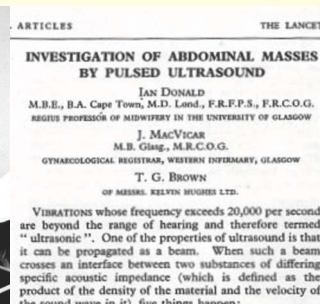 . ARTICLES THE LANCET
INVESTIGATION OF ABDOMINAL MASSES
BY PULSED ULTRASOUND
IAN DONALD
M.B.E., B.A. Cape Town, M.D. Lond., F.R.F.P.S., F.R.C.O.G.
REGIUS PROFESSOR OF MIDWIFERY IN THE UNIVERSITY OF GLASGOW
J. MACVICAR
M.B. Glasg., M.R.C.O.G.
GYNAECOLOGICAL REGISTRAR, WESTERN INFIRMARY, GLASGOW
T. G. BROWN
OF MESSRS. KELVIN HUGHES LTD.
VIBRATIONS whose frequency exceeds 20,000 per second
are beyond the range of hearing and therefore termed
“ ultrasonic ”. One of the properties of ultrasound is that
it can be propagated as a beam. When such a beam
crosses an interface between two substances of differing
specific acoustic impedance (which is defined as the
product of the density of the material and the velocity of
the sound wave in it), five things happen: